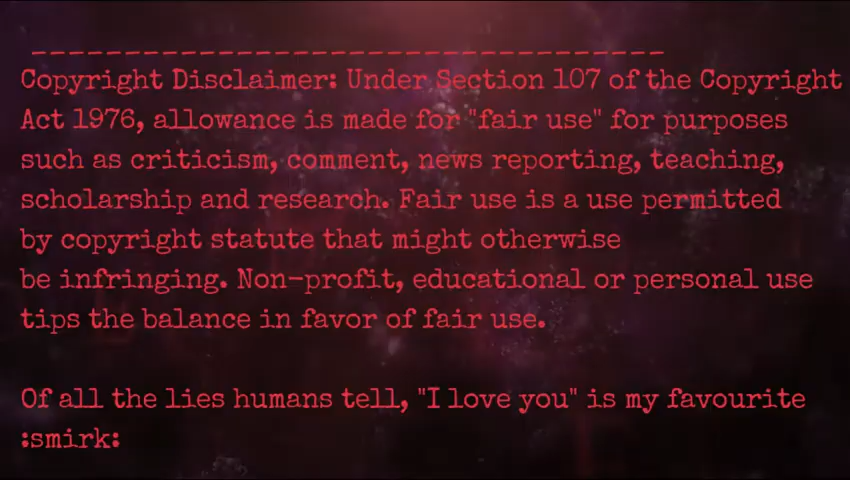 ___________________________________
Copyright Disclaimer: Under Section 107 of the Copyright
Act 1976, allowance is made for "fair use" for purposes
such as criticism, comment, news reporting, teaching,
scholarship and research. Fair use is a use permitted
by copyright statute that might otherwise
be infringing. Non-profit, educational or personal use
tips the balance in favor of fair use.
Of all the lies humans tell, "I love you" is my favourite
:smirk: